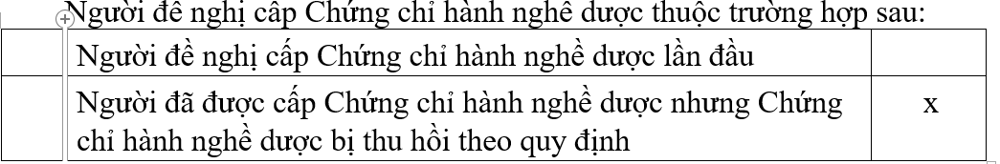 Người đề nghị cấp Chứng chỉ hành nghề dược thuộc trường hợp sau:
Người đề nghị cấp Chứng chỉ hành nghề dược lần đầu
Người đã được cấp Chứng chỉ hành nghề dược nhưng Chứng x
chỉ hành nghề dược bị thu hồi theo quy định